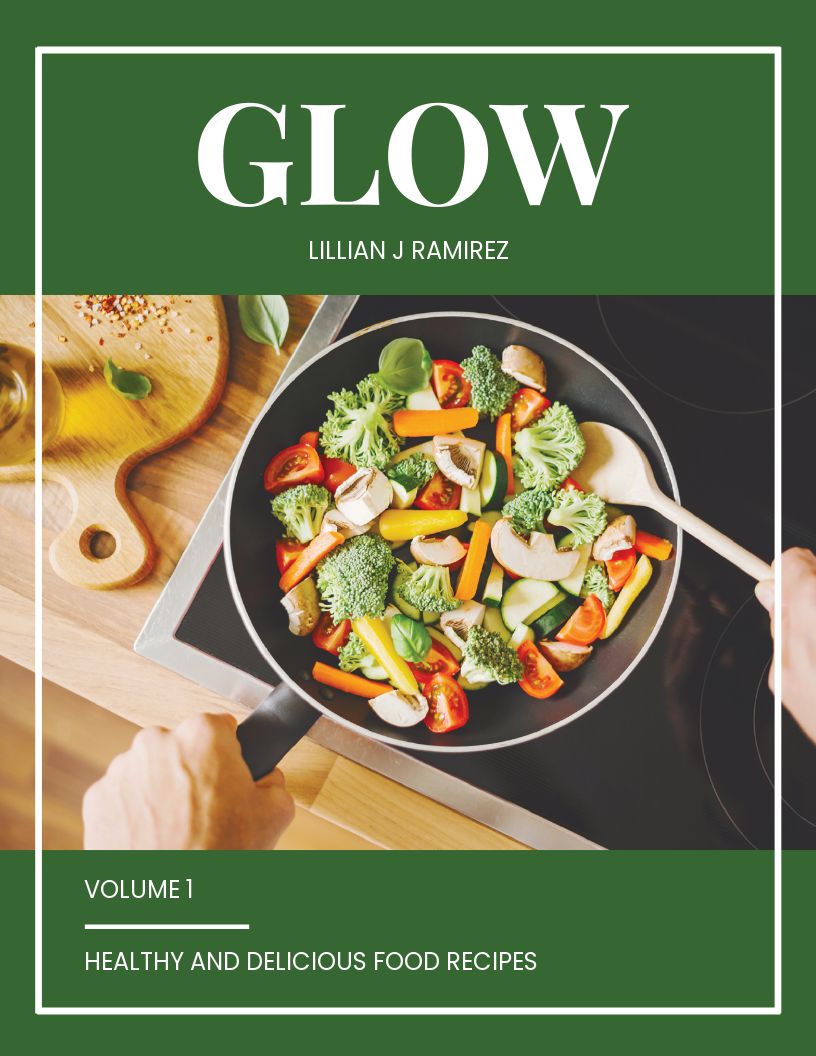 GLOW
LILLIAN J RAMIREZ
VOLUME 1
HEALTHY AND DELICIOUS FOOD RECIPES